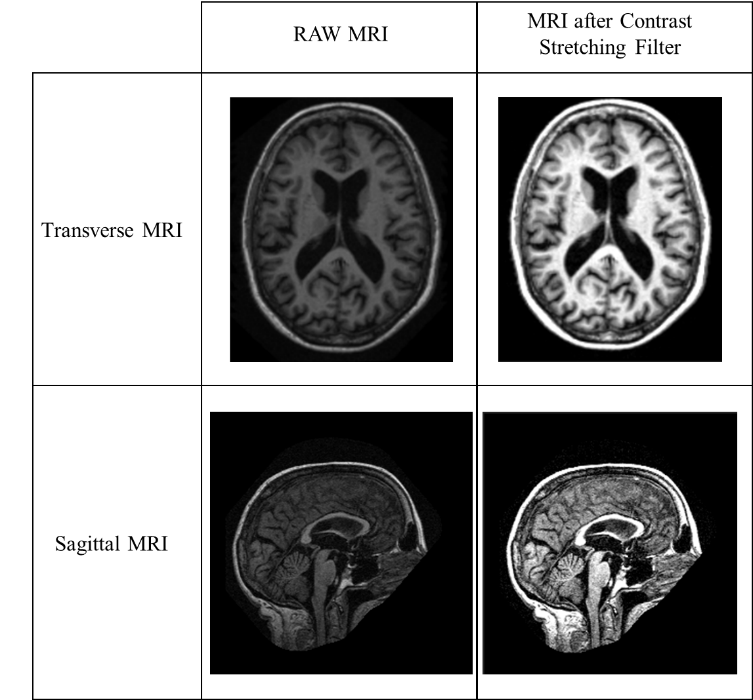 RAW MRI
MRI after Contrast
Stretching Filter
Transverse MRI
Sagittal MRI